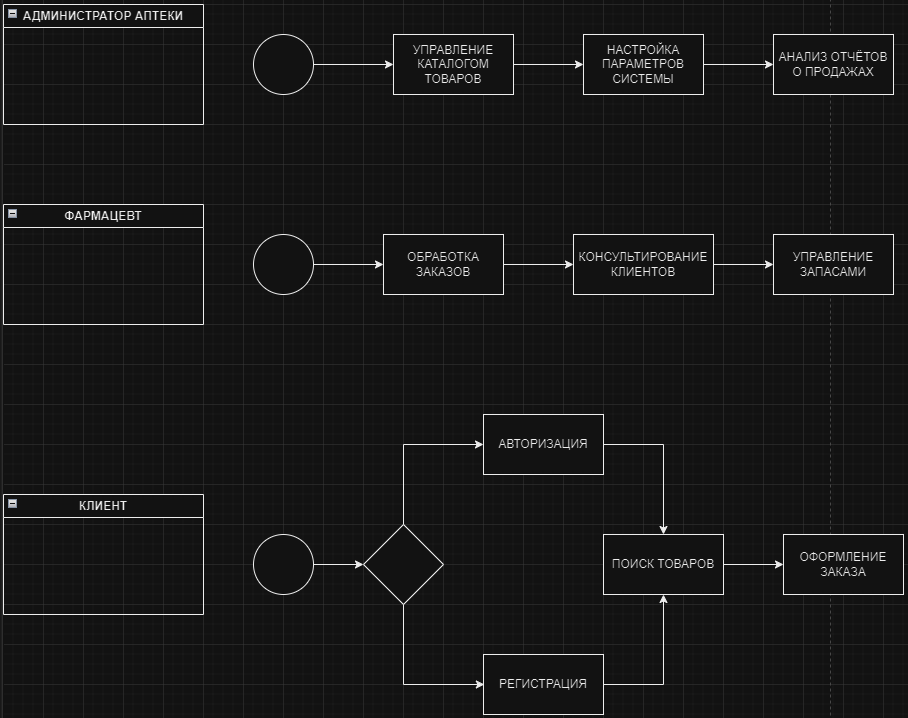 АДМИНИСТРАТОР АПТЕКИ
УПРАВЛЕНИЕ
КАТАЛОГОМ
ТОВАРОВ
НАСТРОЙКА
ПАРАМЕТРОВ
СИСТЕМЫ
АНАЛИЗ ОТЧЁТОВ
О ПРОДАЖАХ
ФАРМАЦЕВТ
ОБРАБОТКА
ЗАКАЗОВ
КОНСУЛЬТИРОВАНИЕ
КЛИЕНТОВ
УПРАВЛЕНИЕ
ЗАПАСАМИ
КЛИЕНТ
АВТОРИЗАЦИЯ
РЕГИСТРАЦИЯ
ПОИСК ТОВАРОВ
ОФОРМЛЕНИЕ
ЗАКАЗА